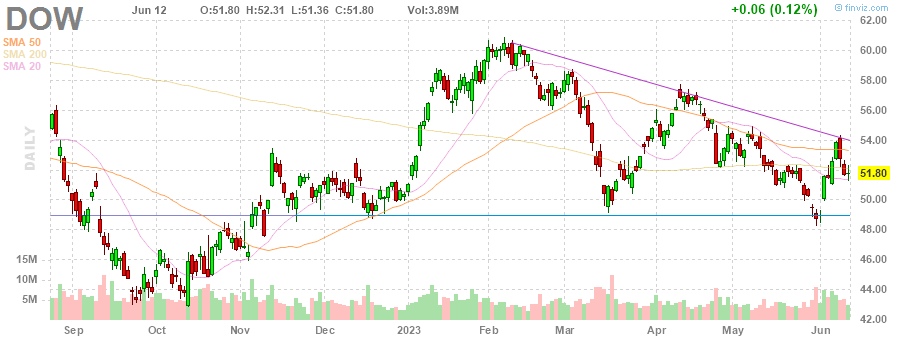 DOW Jun 12 O:51.80 H:52.31 L:51.36 C:51.80 Vol:3.89M +0.06 (0.12%) © finviz.com
SMA 50
SMA 200
SMA 20
DAILY
62.00
60.00
58.00
56.00
54.00
52.00
51.80
50.00
48.00
46.00
44.00
42.00
15M
10M
5M
Sep Oct Nov Dec 2023 Feb Mar Apr May Jun